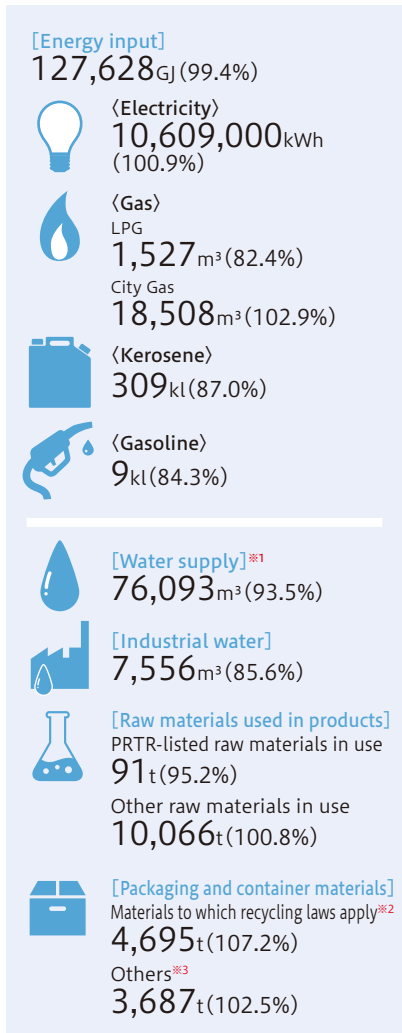 [Energy input]
127,628GJ(99.4%)
〈Electricity〉
10,609,000kWh
(100.9%)
〈Gas〉
LPG
1,527m³(82.4%)
City Gas
18,508m³(102.9%)
〈Kerosene〉
309kl(87.0%)
〈Gasoline〉
9kl(84.3%)
[Water supply]※1
76,093m³(93.5%)
[Industrial water]
7,556m³(85.6%)
[Raw materials used in products]
PRTR-listed raw materials in use
91t(95.2%)
Other raw materials in use
10,066t(100.8%)
[Packaging and container materials]
Materials to which recycling laws apply※2
4,695t(107.2%)
Others※3
3,687t(102.5%)